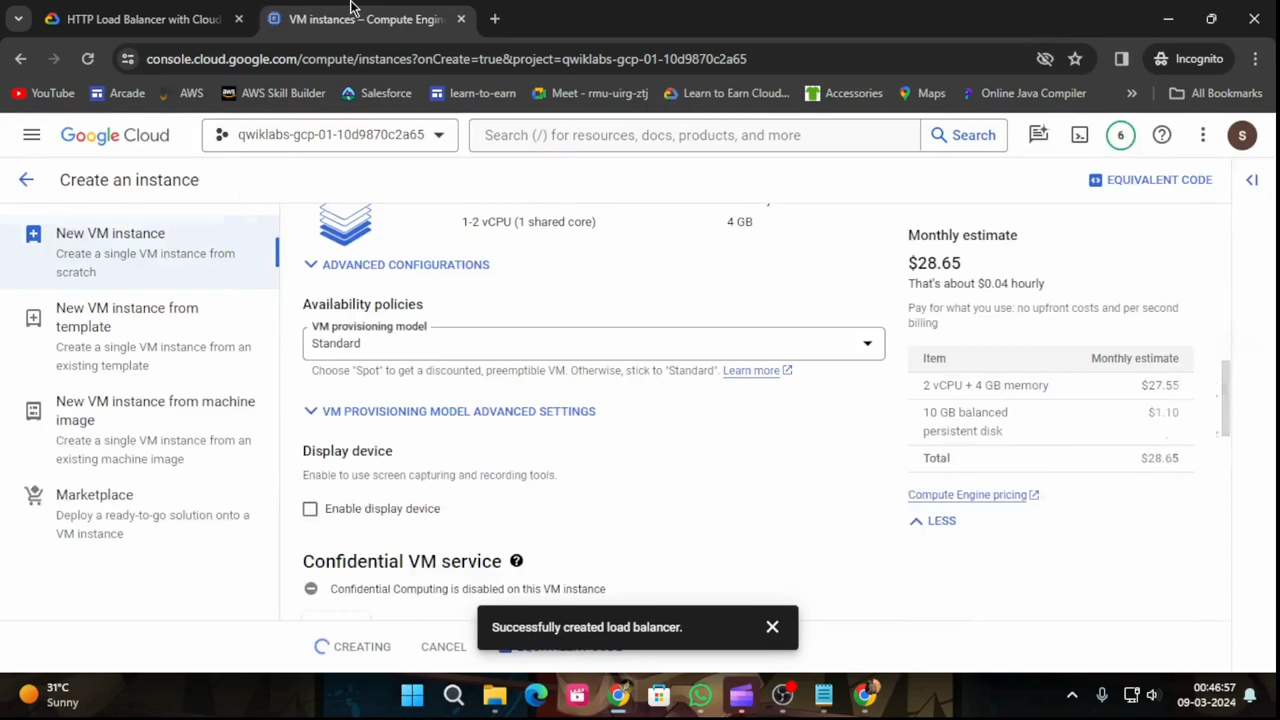 HTTP Load Balancer with Cloud
VM instances – Compute Engin
console.cloud.google.com/compute/instances?onCreate=true&project=qwiklabs-gcp-01-10d9870c2a65
Incognito
YouTube
Arcade
AWS
AWS Skill Builder
Salesforce
learn-to-earn
Meet - rmu-uirg-ztj
Learn to Earn Cloud...
Accessories
Maps
Online Java Compiler
»
All Bookmarks
Google Cloud
qwiklabs-gcp-01-10d9870c2a65
Search (/) for resources, docs, products, and more
Search
6
S
Create an instance
EQUIVALENT CODE
New VM instance
Create a single VM instance from
scratch
New VM instance from
template
Create a single VM instance from an
existing template
New VM instance from machine
image
Create a single VM instance from an
existing machine image
Marketplace
Deploy a ready-to-go solution onto a
VM instance
1-2 vCPU (1 shared core)
4 GB
ADVANCED CONFIGURATIONS
Availability policies
VM provisioning model
Standard
Choose "Spot" to get a discounted, preemptible VM. Otherwise, stick to "Standard". Learn more
VM PROVISIONING MODEL ADVANCED SETTINGS
Display device
Enable to use screen capturing and recording tools.
Enable display device
Confidential VM service
Confidential Computing is disabled on this VM instance
Monthly estimate
$28.65
That's about $0.04 hourly
Pay for what you use: no upfront costs and per second
billing
Item Monthly estimate
2 vCPU + 4 GB memory $27.55
10 GB balanced $1.10
persistent disk
Total $28.65
Compute Engine pricing
LESS
Successfully created load balancer.
CREATING
CANCEL
31°C
Sunny
00:46:57
09-03-2024